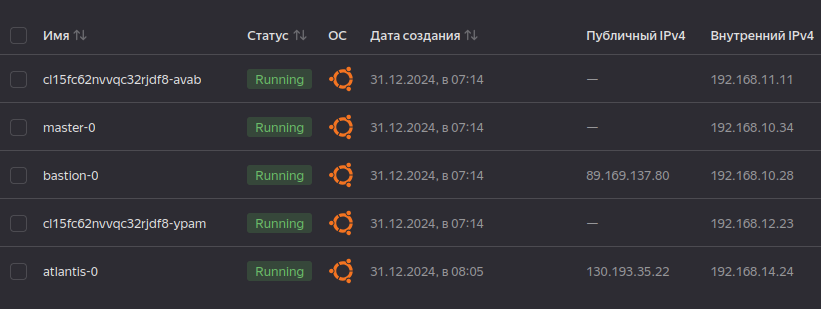 Имя Статус ОС Дата создания Публичный IPv4 Внутренний IPv4
cl15fc62nvvqc32rjdf8-avab Running 31.12.2024, в 07:14 — 192.168.11.11
master-0 Running 31.12.2024, в 07:14 — 192.168.10.34
bastion-0 Running 31.12.2024, в 07:14 89.169.137.80 192.168.10.28
cl15fc62nvvqc32rjdf8-ypam Running 31.12.2024, в 07:14 — 192.168.12.23
atlantis-0 Running 31.12.2024, в 08:05 130.193.35.22 192.168.14.24